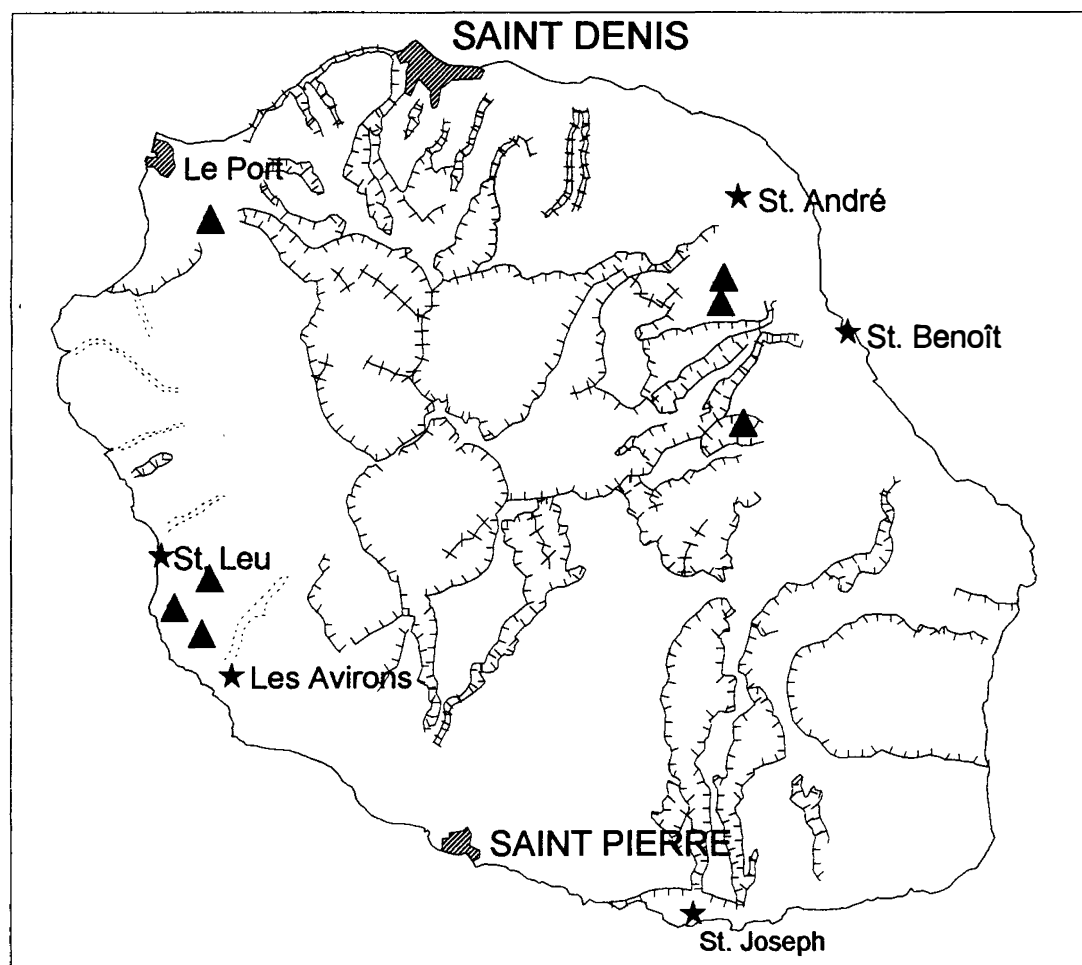 SAINT DENIS
Le Port
St. André
St. Benoît
St. Leu
Les Avirons
SAINT PIERRE
St. Joseph